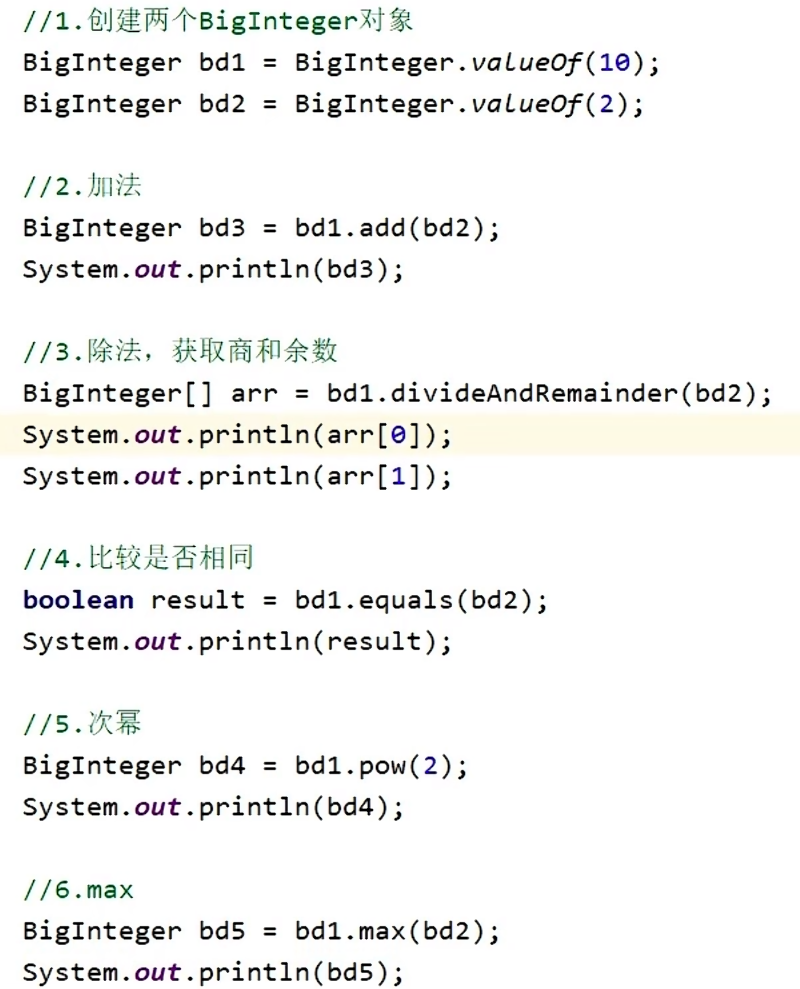 //1.创建两个BigInteger对象
BigInteger bd1 = BigInteger.valueOf(10);
BigInteger bd2 = BigInteger.valueOf(2);
//2.加法
BigInteger bd3 = bd1.add(bd2);
System.out.println(bd3);
//3.除法，获取商和余数
BigInteger[] arr = bd1.divideAndRemainder(bd2);
System.out.println(arr[0]);
System.out.println(arr[1]);
//4.比较是否相同
boolean result = bd1.equals(bd2);
System.out.println(result);
//5.次幂
BigInteger bd4 = bd1.pow(2);
System.out.println(bd4);
//6.max
BigInteger bd5 = bd1.max(bd2);
System.out.println(bd5);